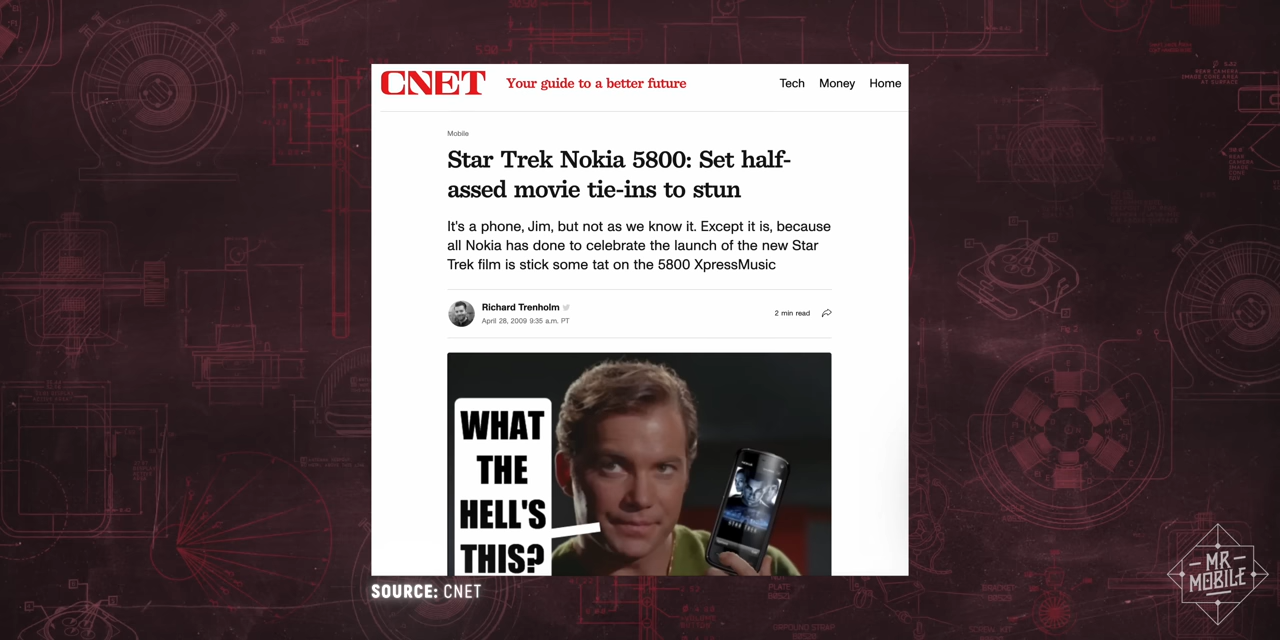 CNET
Your guide to a better future
Tech Money Home
Mobile
Star Trek Nokia 5800: Set half-
assed movie tie-ins to stun
It's a phone, Jim, but not as we know it. Except it is, because
all Nokia has done to celebrate the launch of the new Star
Trek film is stick some tat on the 5800 XpressMusic
Richard Trenholm
April 28, 2009 9:35 a.m. PT
2 min read
WHAT
THE
HELL'S
THIS?
STAR TREK
SOURCE: CNET
MR
MOBILE